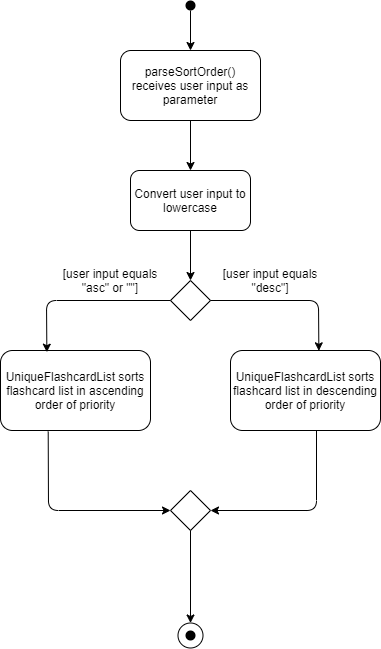 parseSortOrder()
receives user input as
parameter
Convert user input to
lowercase
[user input equals
"asc" or ""]
[user input equals
"desc"]
UniqueFlashcardList sorts
flashcard list in ascending
order of priority
UniqueFlashcardList sorts
flashcard list in descending
order of priority